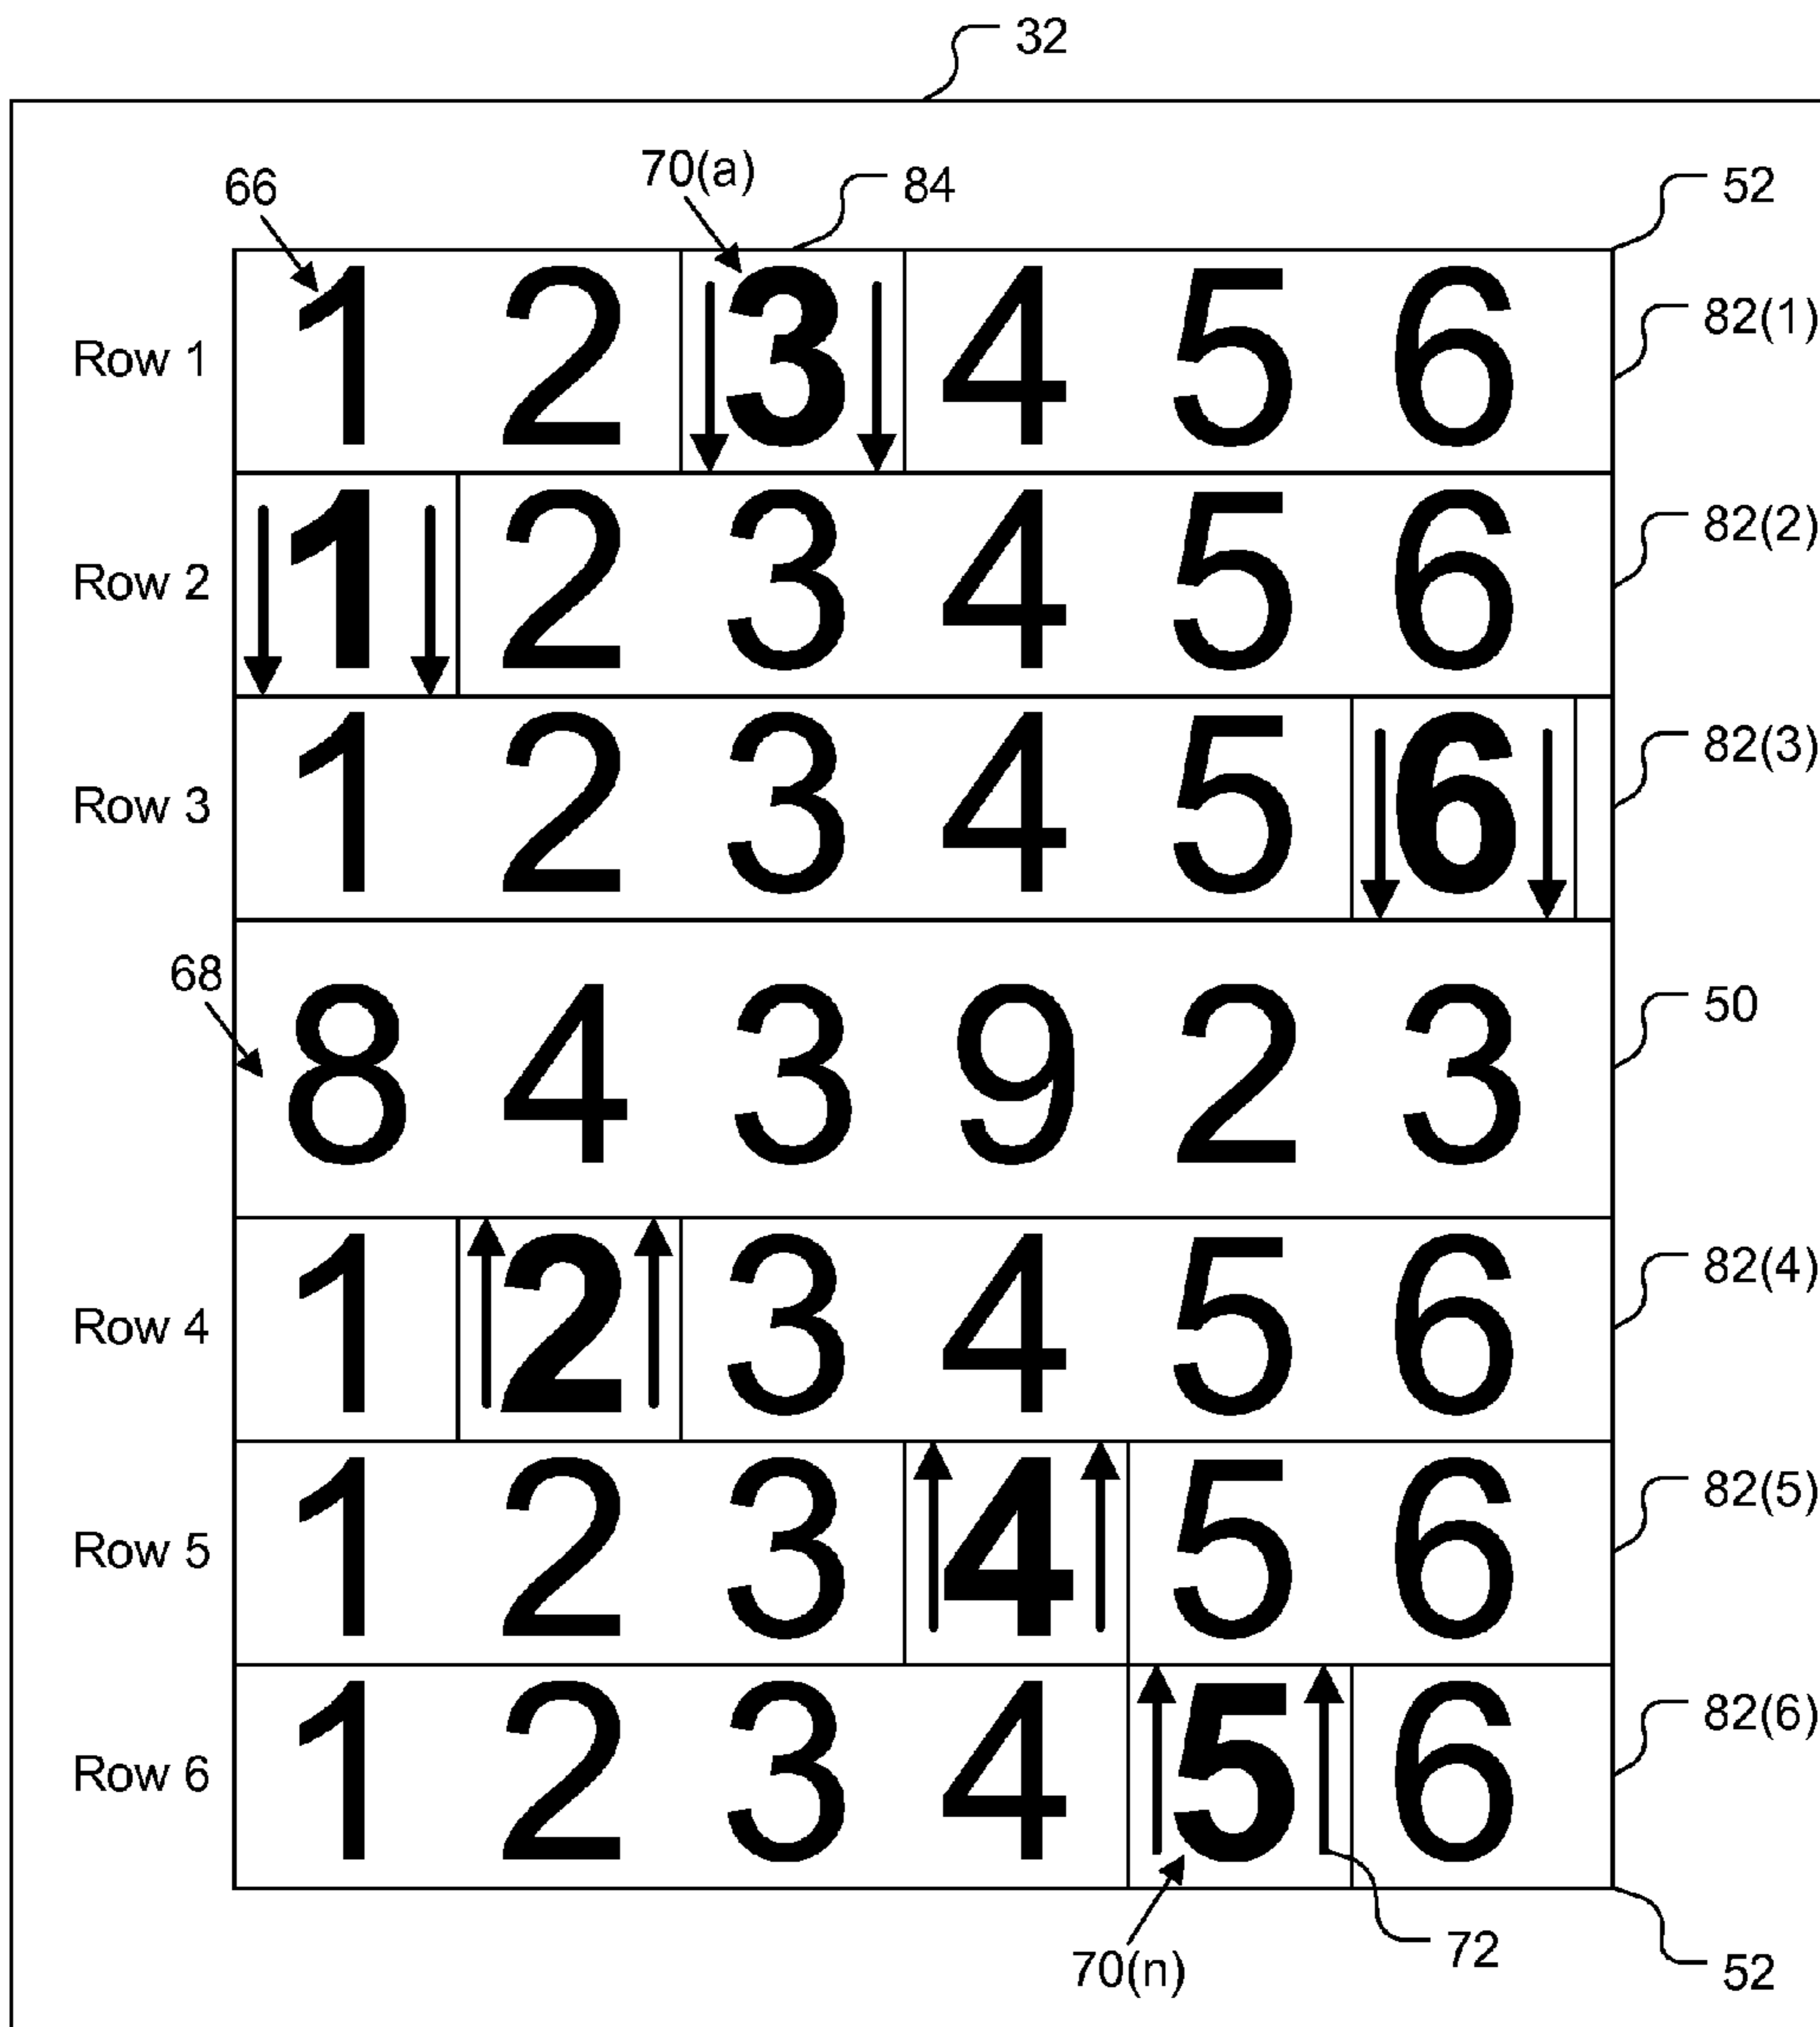 32
66 70(a) 84 52
Row 1 1 2 3 4 5 6 82(1)
Row 2 1 2 3 4 5 6 82(2)
Row 3 1 2 3 4 5 6 82(3)
68 8 4 3 9 2 3 50
Row 4 1 2 3 4 5 6 82(4)
Row 5 1 2 3 4 5 6 82(5)
Row 6 1 2 3 4 5 6 82(6)
70(n) 72 52